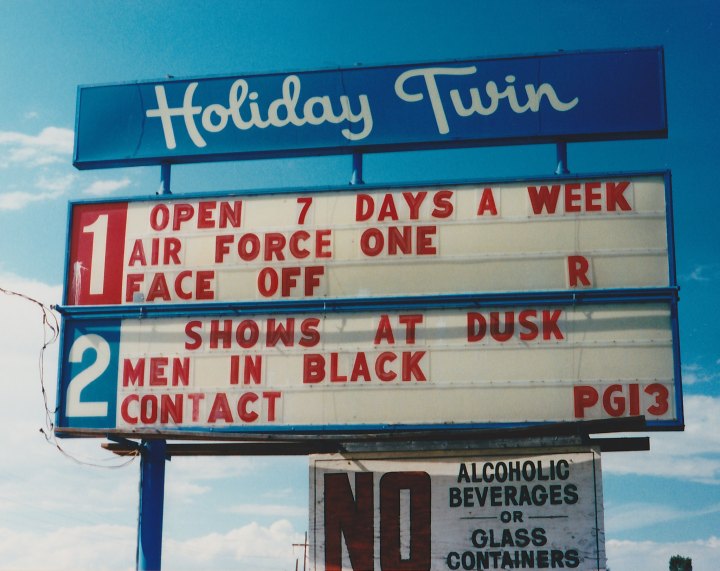 Holiday Twin
1 OPEN 7 DAYS A WEEK
AIR FORCE ONE
FACE OFF R
2 SHOWS AT DUSK
MEN IN BLACK
CONTACT PG13
NO ALCOHOLIC
BEVERAGES
OR
GLASS
CONTAINERS